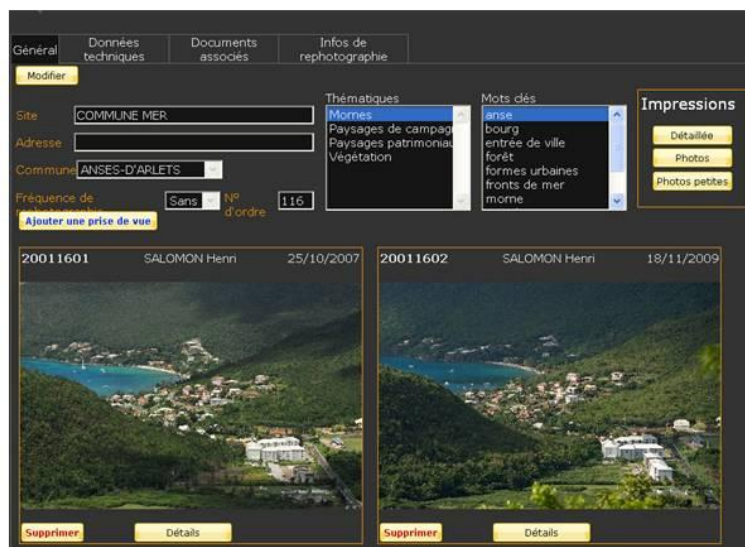 Général
Données techniques
Documents associés
Infos de rephotographie
Modifier
Site COMMUNE MER
Adresse
Commune ANSES-D'ARLETS
Fréquence de
Sans
N° d'ordre 116
Ajouter une prise de vue
Thématiques
Mornes
Paysages de campag
Paysages patrimoniau
Végétation
Mots clés
anse
bourg
entrée de ville
forêt
formes urbaines
fronts de mer
morne
Impressions
Détaillée
Photos
Photos petites
20011601 SALOMON Henri 25/10/2007
Supprimer Détails
20011602 SALOMON Henri 18/11/2009
Supprimer Détails